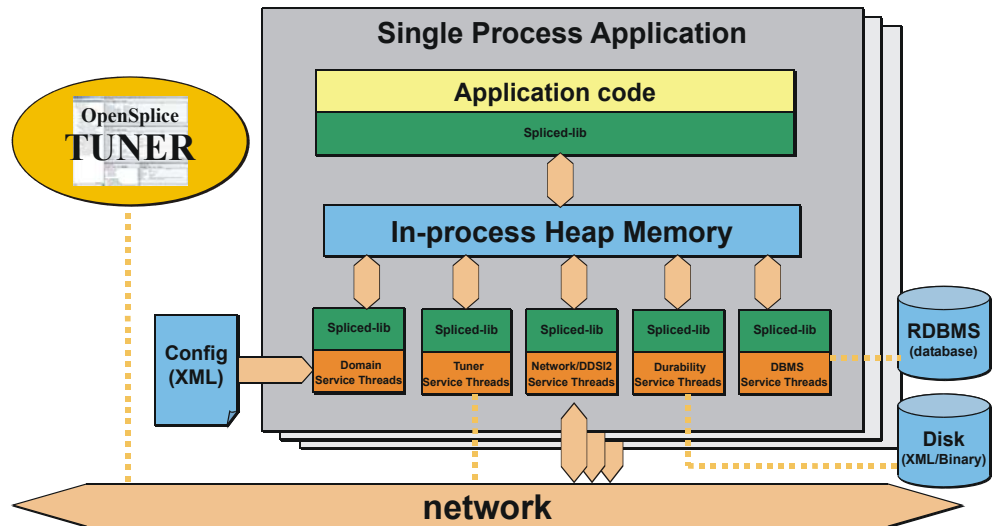 Single Process Application
Application code
Spliced-lib
OpenSplice
TUNER
In-process Heap Memory
Spliced-lib
Domain
Service Threads
Spliced-lib
Tuner
Service Threads
Spliced-lib
Network/DDSI2
Service Threads
Spliced-lib
Durability
Service Threads
Spliced-lib
DBMS
Service Threads
Config
(XML)
RDBMS
(database)
Disk
(XML/Binary)
network